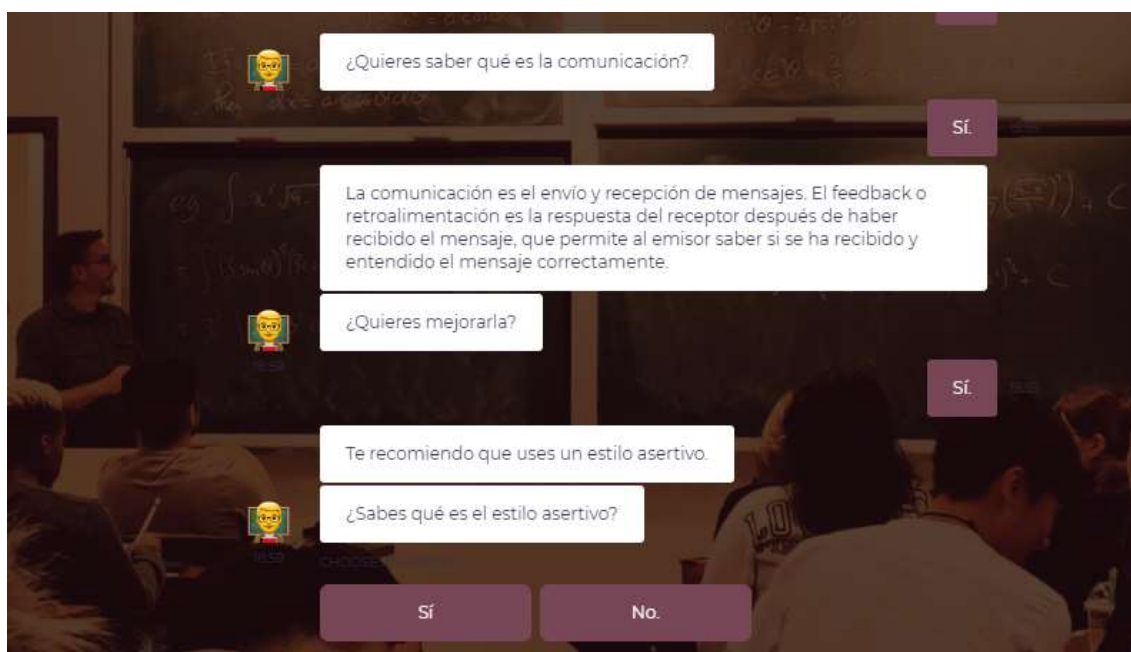 ¿Quieres saber qué es la comunicación?
Sí.
La comunicación es el envío y recepción de mensajes. El feedback o
retroalimentación es la respuesta del receptor después de haber
recibido el mensaje, que permite al emisor saber si se ha recibido y
entendido el mensaje correctamente.
¿Quieres mejorarla?
Sí.
Te recomiendo que uses un estilo asertivo.
¿Sabes qué es el estilo asertivo?
CHOOSE
Sí
No.